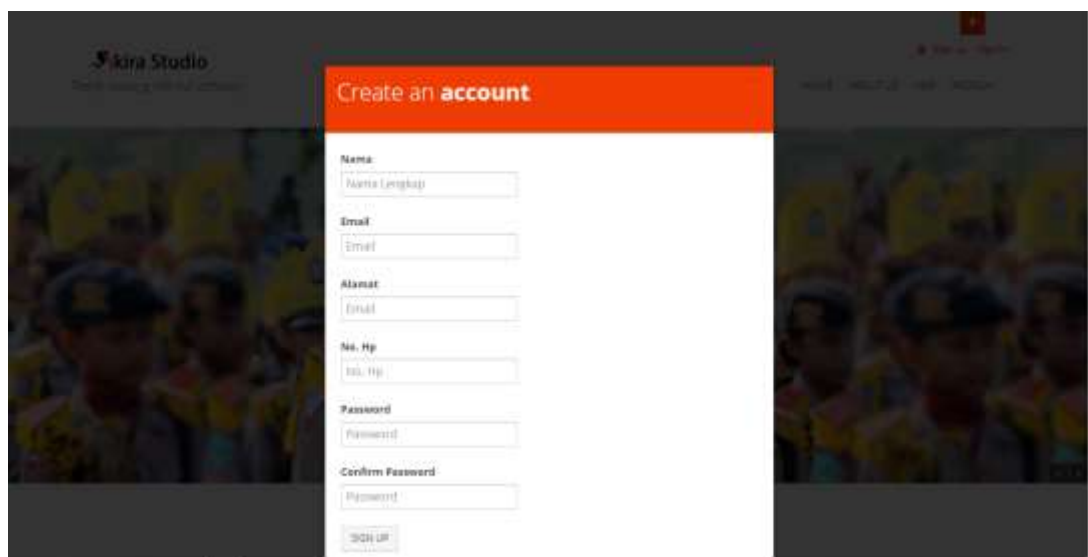 kira Studio
Create an account
Nama
Nama Lengkap
Email
Email
Alamat
Email
No. Hp
No. Hp
Password
Password
Confirm Password
Password
SIGN UP